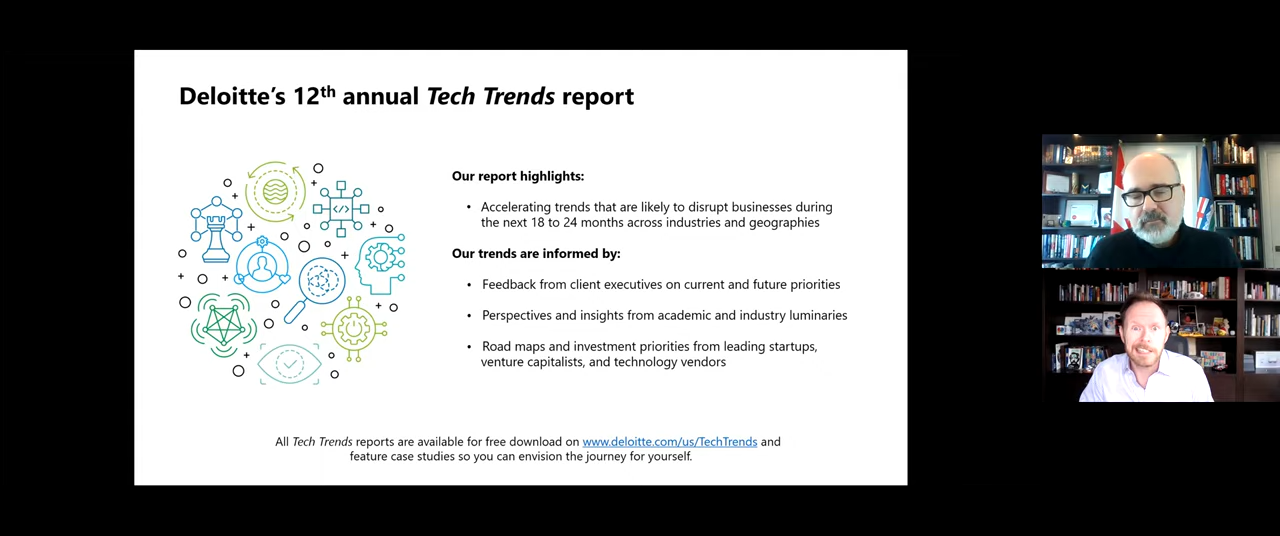 Deloitte's 12th annual Tech Trends report
Our report highlights:
• Accelerating trends that are likely to disrupt businesses during
the next 18 to 24 months across industries and geographies
Our trends are informed by:
• Feedback from client executives on current and future priorities
• Perspectives and insights from academic and industry luminaries
• Road maps and investment priorities from leading startups,
venture capitalists, and technology vendors
All Tech Trends reports are available for free download on www.deloitte.com/us/TechTrends and
feature case studies so you can envision the journey for yourself.